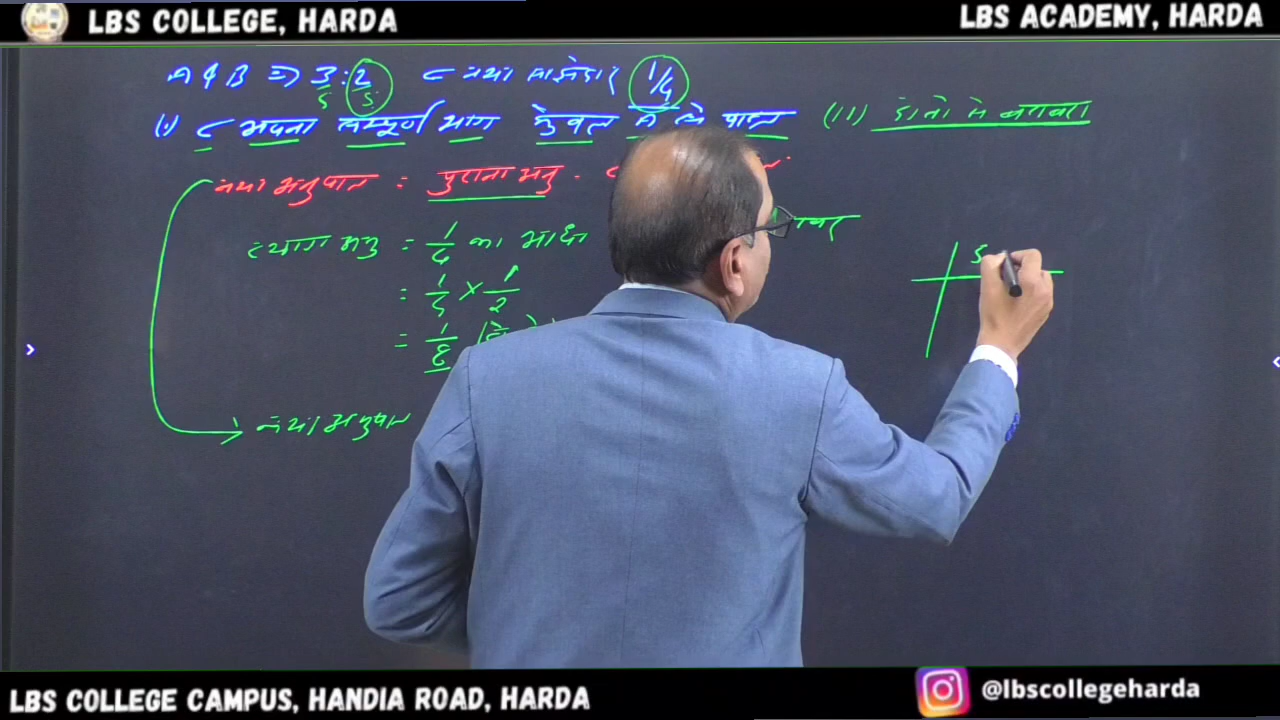 LBS COLLEGE, HARDA
LBS ACADEMY, HARDA
A & B ⇒ 3/5 : 2/5 C नया साझेदार 1/4
(i) C अपना सम्पूर्ण भाग केवल से पाता
(ii) दोनो से बराबर
नया अनुपात = पुराना अनु. -
त्याग अनु = 1/4 का आधा
= 1/4 × 1/2
= 1/8
नया अनुपात
LBS COLLEGE CAMPUS, HANDIA ROAD, HARDA
@lbscollegeharda